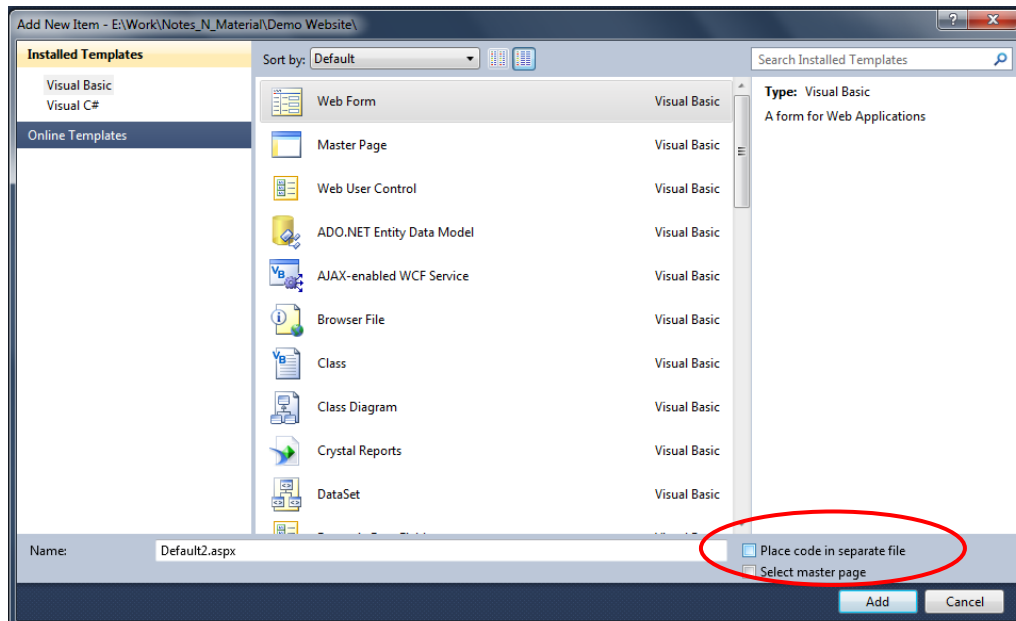 Add New Item - E:\Work\Notes_N_Material\Demo Website\
Installed Templates
Visual Basic
Visual C#
Online Templates
Sort by: Default
Search Installed Templates
Web Form Visual Basic
Master Page Visual Basic
Web User Control Visual Basic
ADO.NET Entity Data Model Visual Basic
AJAX-enabled WCF Service Visual Basic
Browser File Visual Basic
Class Visual Basic
Class Diagram Visual Basic
Crystal Reports Visual Basic
DataSet Visual Basic
Type: Visual Basic
A form for Web Applications
Name: Default2.aspx
Place code in separate file
Select master page
Add Cancel